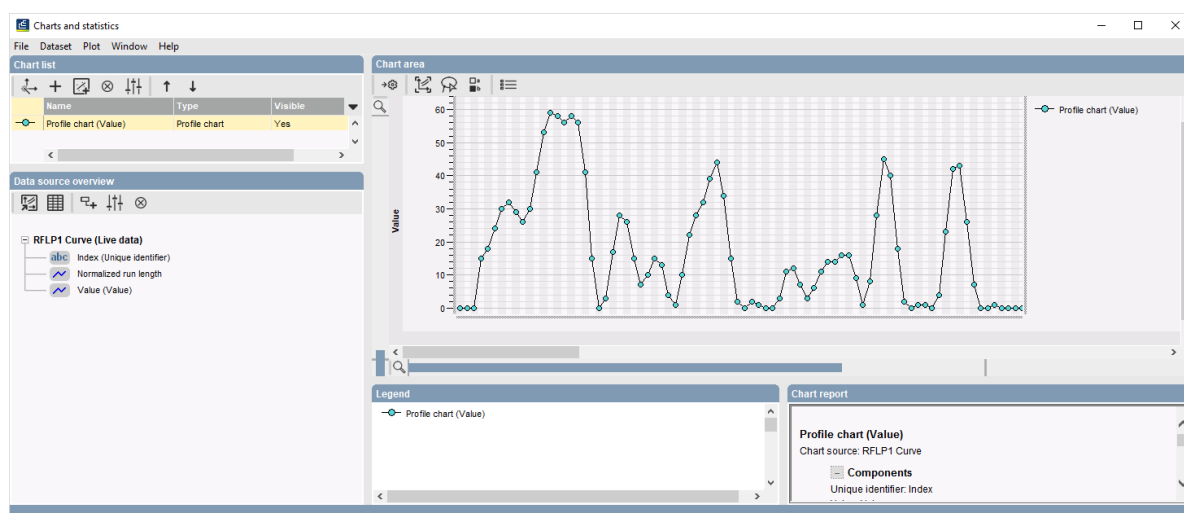 Charts and statistics
File Dataset Plot Window Help
Chart list
Name Type Visible
Profile chart (Value) Profile chart Yes
Data source overview
RFLP1 Curve (Live data)
abc Index (Unique identifier)
Normalized run length
Value (Value)
Chart area
60
50
40
30
20
10
0
Value
Profile chart (Value)
Legend
Profile chart (Value)
Chart report
Profile chart (Value)
Chart source: RFLP1 Curve
Components
Unique identifier: Index